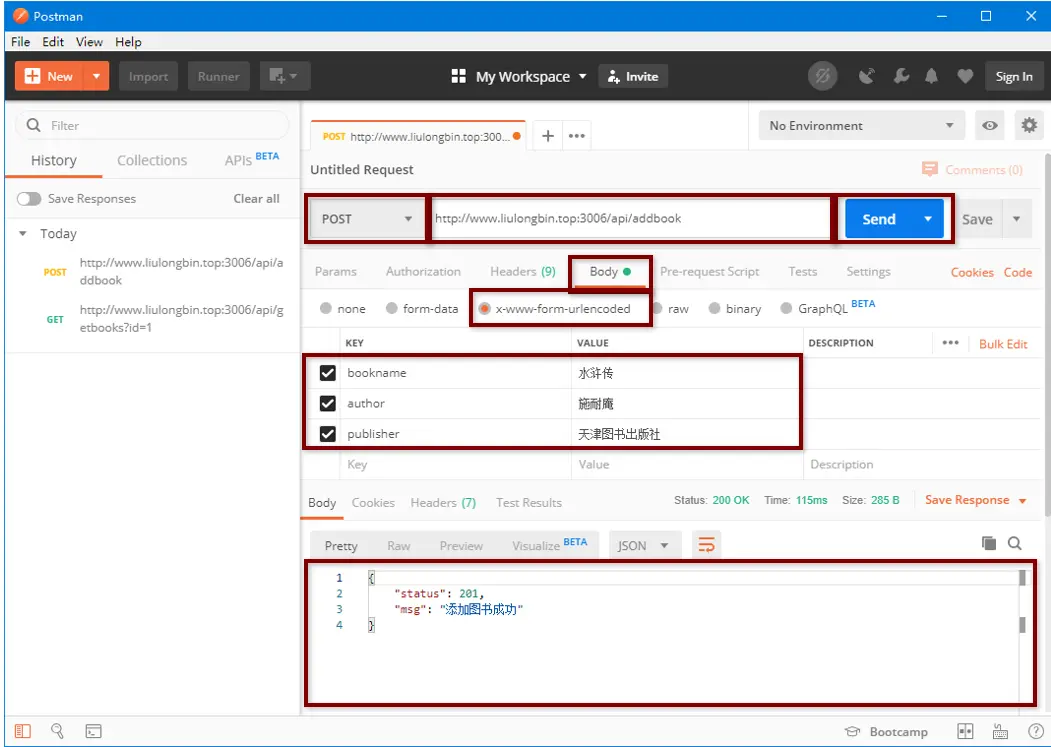 Postman
File Edit View Help
New Import Runner My Workspace Invite Sign In
Filter
History Collections APIs BETA
Save Responses Clear all
Today
POST http://www.liulongbin.top:3006/api/a
ddbook
GET http://www.liulongbin.top:3006/api/g
etbooks?id=1
POST http://www.liulongbin.top:300... + ••• No Environment
Untitled Request Comments (0)
POST http://www.liulongbin.top:3006/api/addbook Send Save
Params Authorization Headers (9) Body Pre-request Script Tests Settings Cookies Code
none form-data x-www-form-urlencoded raw binary GraphQL BETA
KEY VALUE DESCRIPTION ••• Bulk Edit
bookname 水浒传
author 施耐庵
publisher 天津图书出版社
Key Value Description
Body Cookies Headers (7) Test Results Status: 200 OK Time: 115ms Size: 285 B Save Response
Pretty Raw Preview Visualize BETA JSON
1 {
2 "status": 201,
3 "msg": "添加图书成功"
4 }
Bootcamp